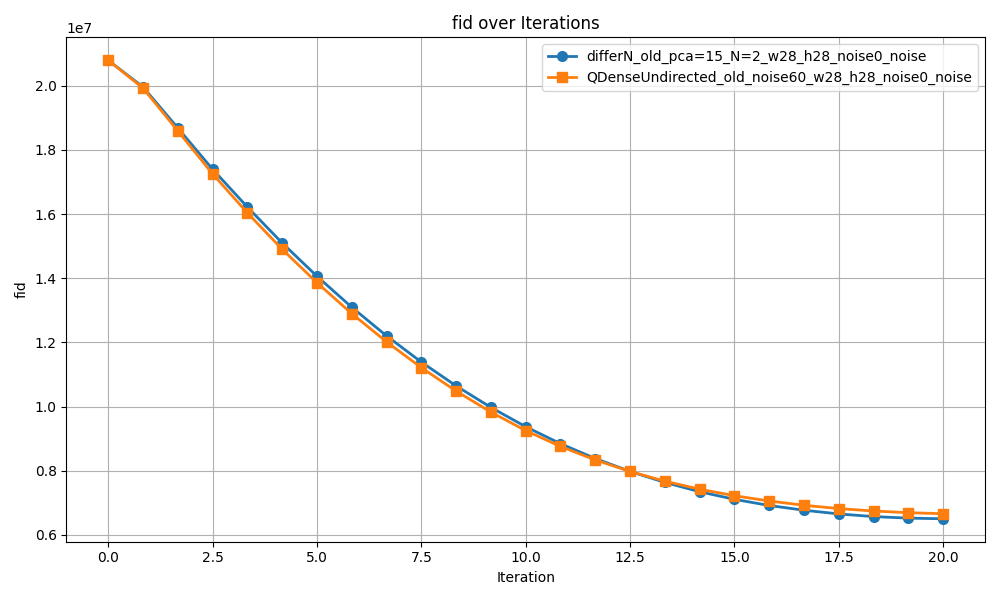 fid over Iterations
1e7
differN_old_pca=15_N=2_w28_h28_noise0_noise
QDenseUndirected_old_noise60_w28_h28_noise0_noise
2.0
1.8
1.6
1.4
1.2
1.0
0.8
0.6
fid
0.0 2.5 5.0 7.5 10.0 12.5 15.0 17.5 20.0
Iteration